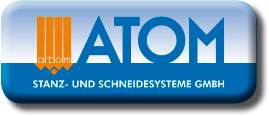 atom ATOM
STANZ- UND SCHNEIDESYSTEME GMBH